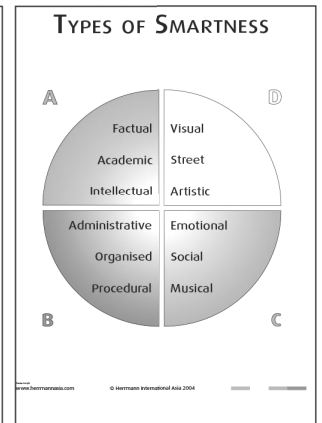 TYPES OF SMARTNESS
A
D
Factual
Academic
Intellectual
Visual
Street
Artistic
Administrative
Organised
Procedural
Emotional
Social
Musical
B
C
www.herrmannasia.com
© Herrmann International Asia 2004